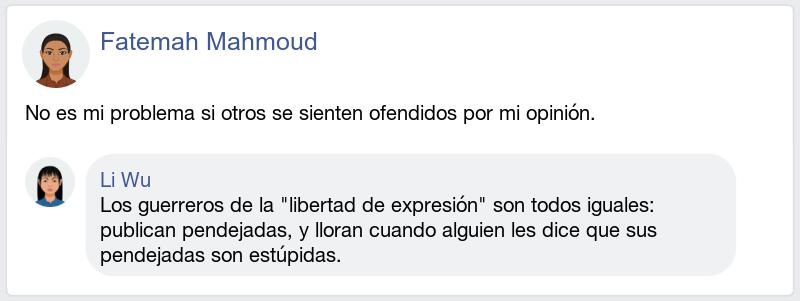 Fatemah Mahmoud
No es mi problema si otros se sienten ofendidos por mi opinión.
Li Wu
Los guerreros de la "libertad de expresión" son todos iguales:
publican pendejadas, y lloran cuando alguien les dice que sus
pendejadas son estúpidas.